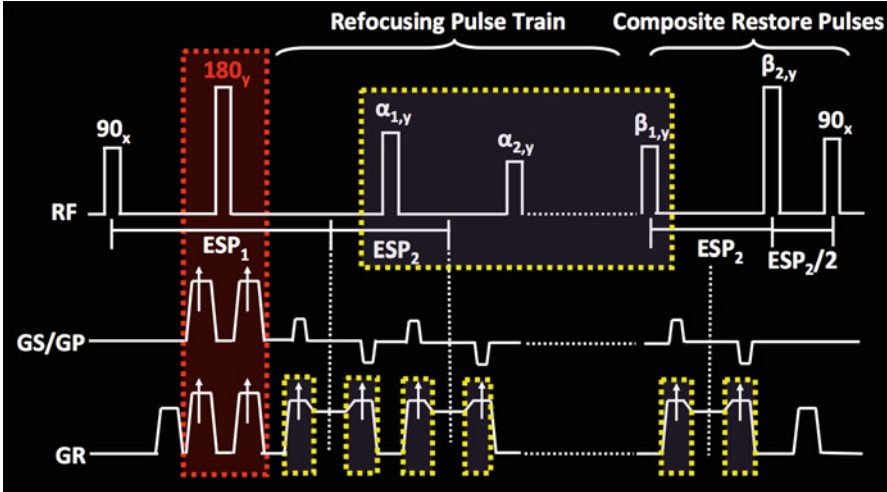 Refocusing Pulse Train
Composite Restore Pulses
90x
180y
α1,y
α2,y
β1,y
β2,y
90x
RF
ESP1
ESP2
ESP2
ESP2/2
GS/GP
GR